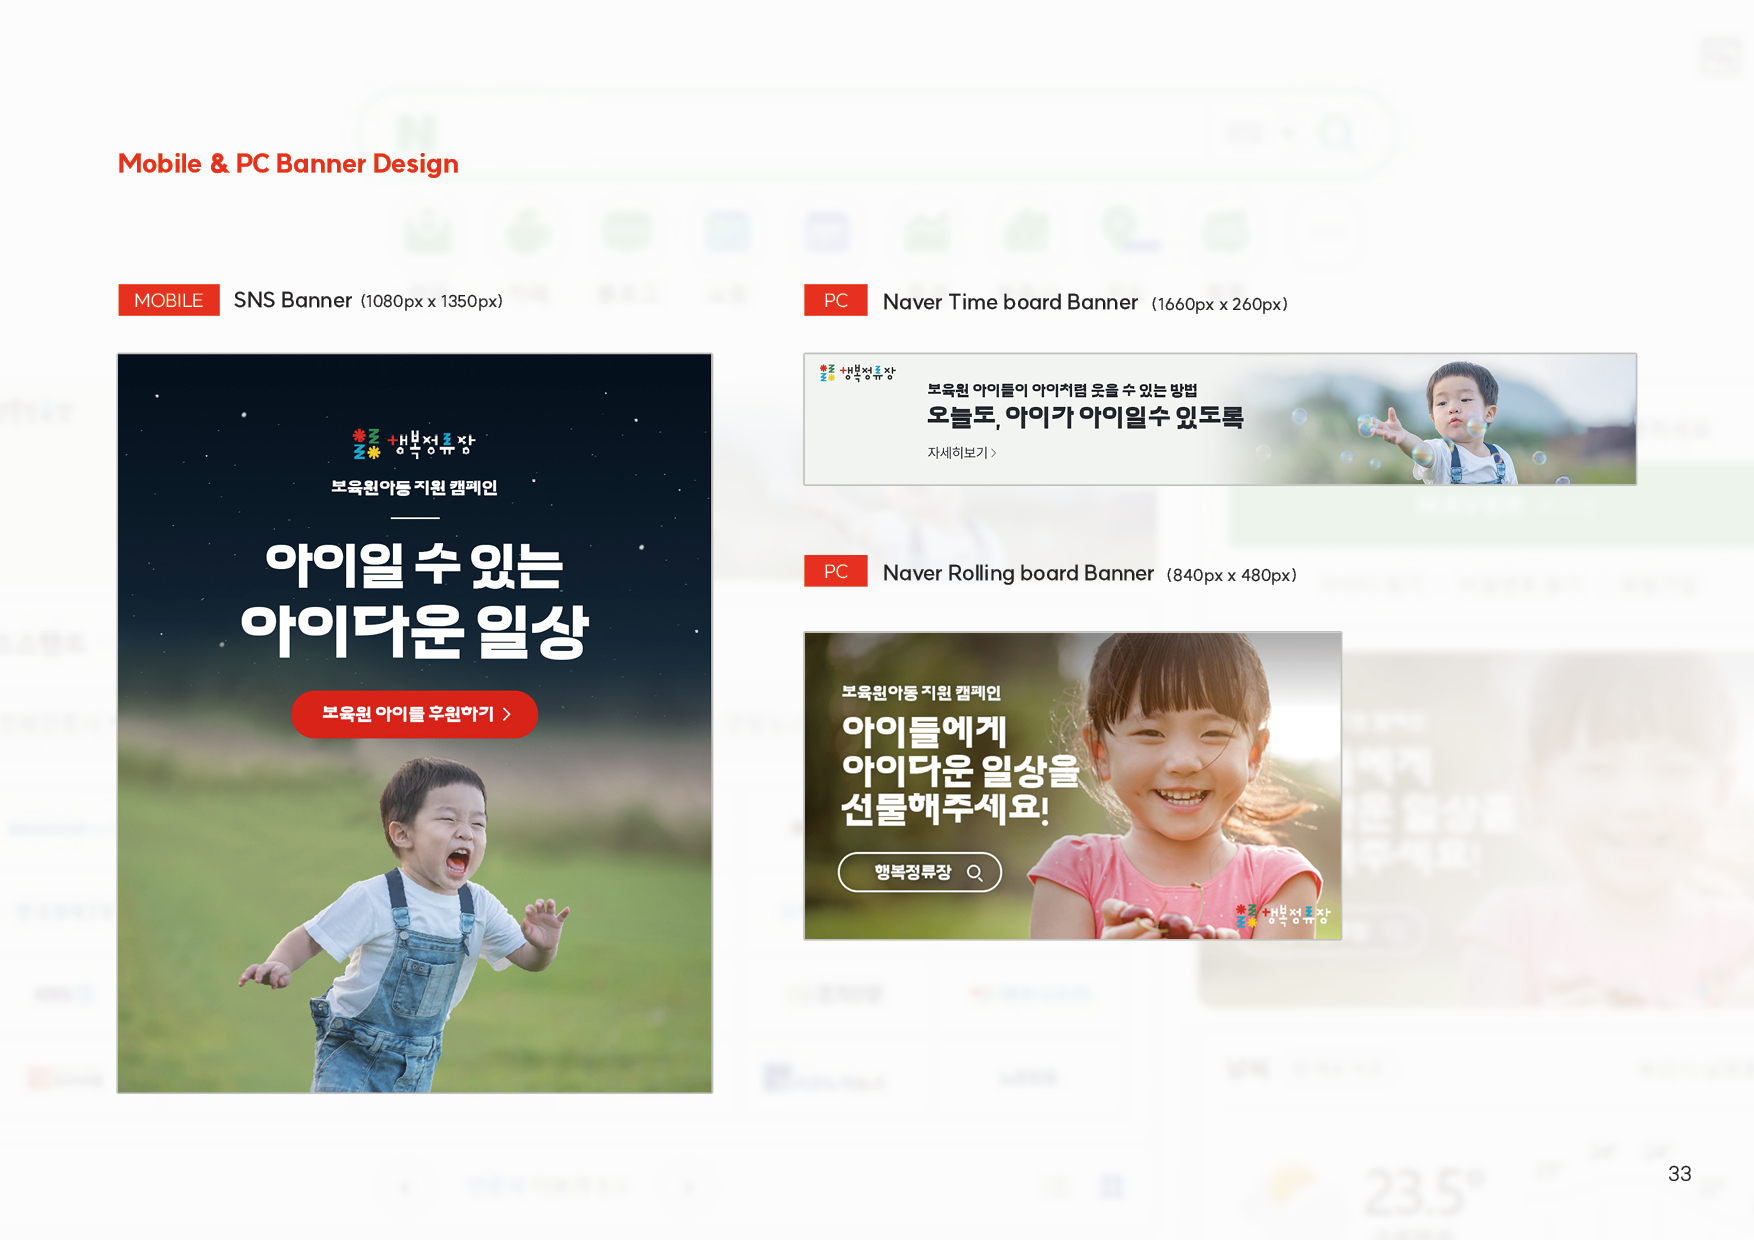 Mobile & PC Banner Design
MOBILE SNS Banner (1080px x 1350px)
행복정류장
보육원아동 지원 캠페인
아이일 수 있는
아이다운 일상
보육원 아이들 후원하기 >
PC Naver Time board Banner (1660px x 260px)
행복정류장
보육원 아이들이 아이처럼 웃을 수 있는 방법
오늘도, 아이가 아이일수 있도록
자세히보기 >
PC Naver Rolling board Banner (840px x 480px)
보육원아동 지원 캠페인
아이들에게
아이다운 일상을
선물해주세요!
행복정류장
행복정류장
23.5°
33